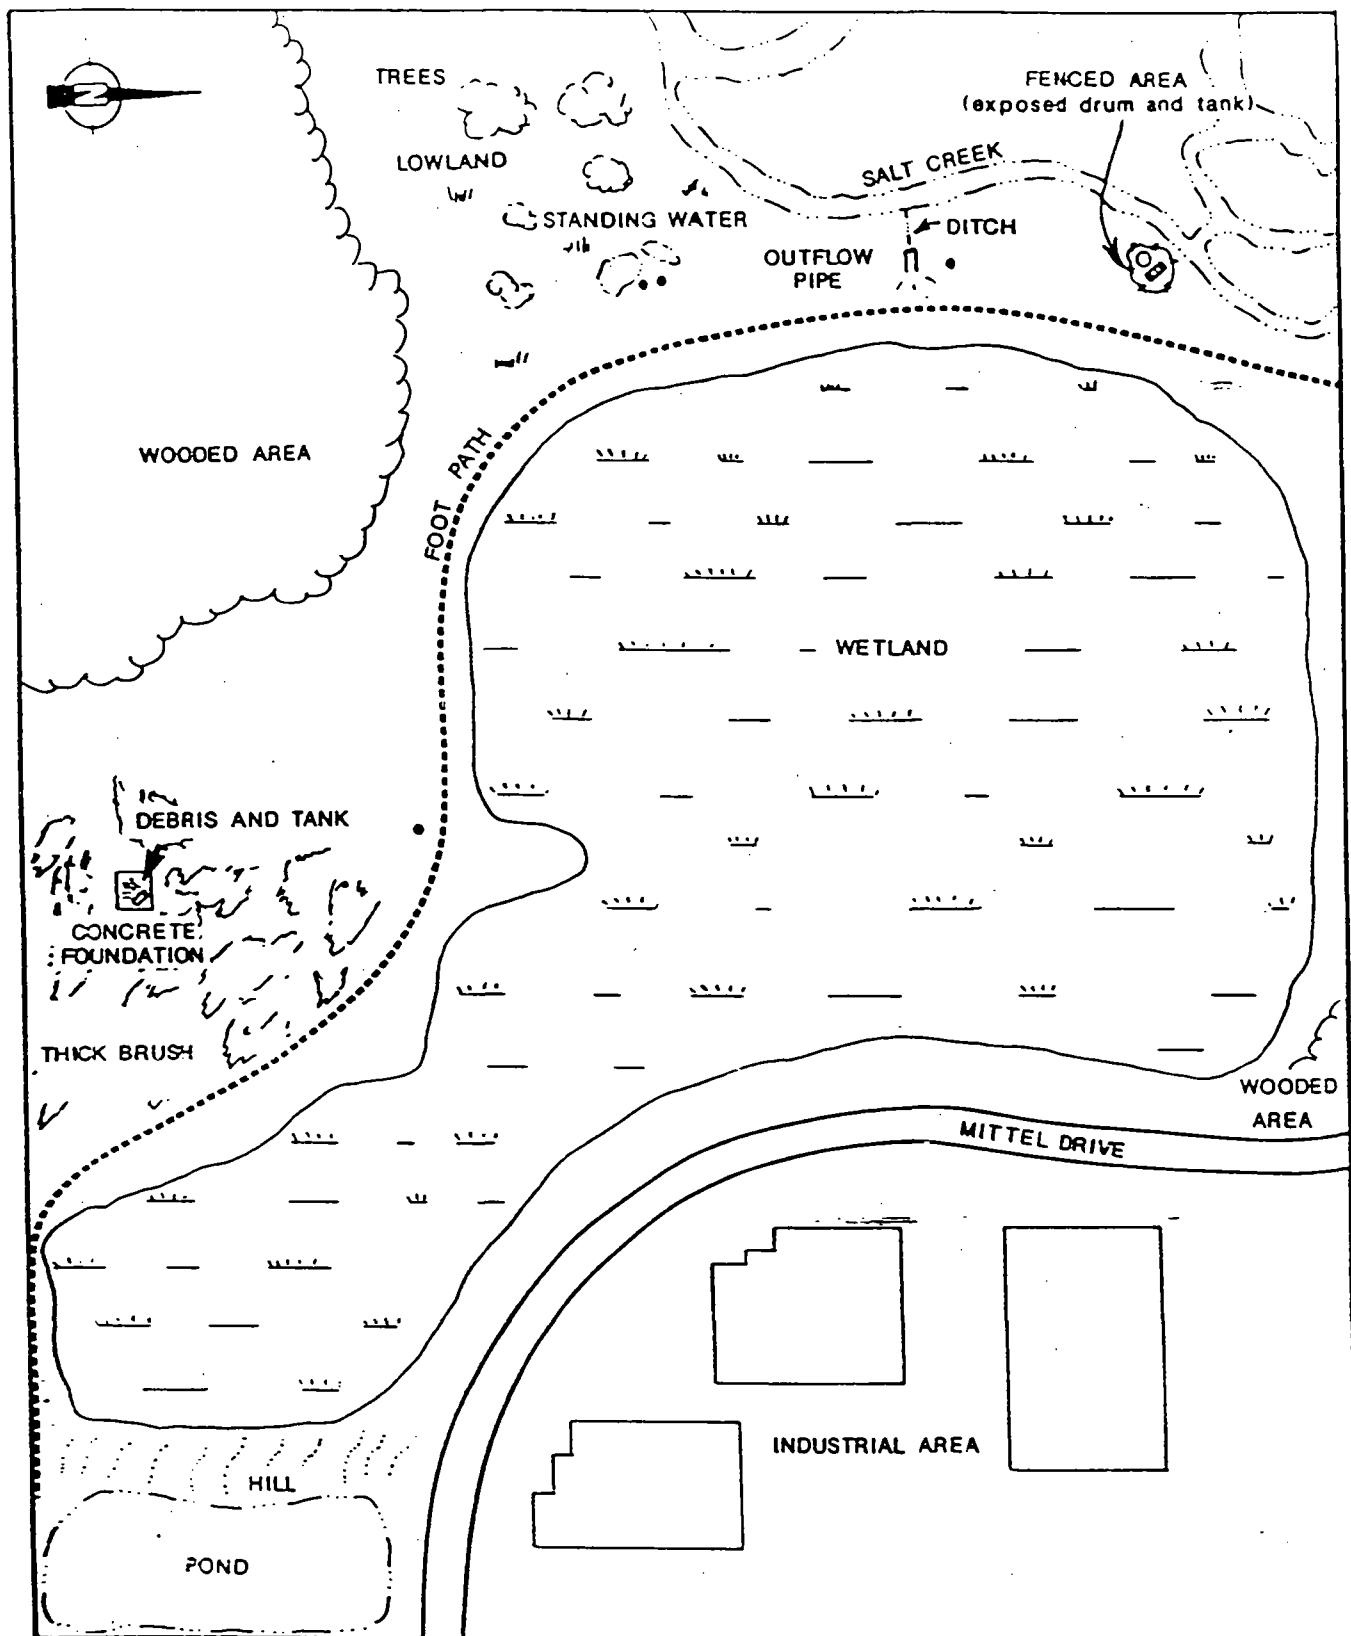 TREES
FENCED AREA
(exposed drum and tank)
N
LOWLAND
SALT CREEK
STANDING WATER
DITCH
OUTFLOW
PIPE
WOODED AREA
FOOT PATH
WETLAND
DEBRIS AND TANK
CONCRETE
FOUNDATION
THICK BRUSH
WOODED
AREA
MITTEL DRIVE
INDUSTRIAL AREA
HILL
POND